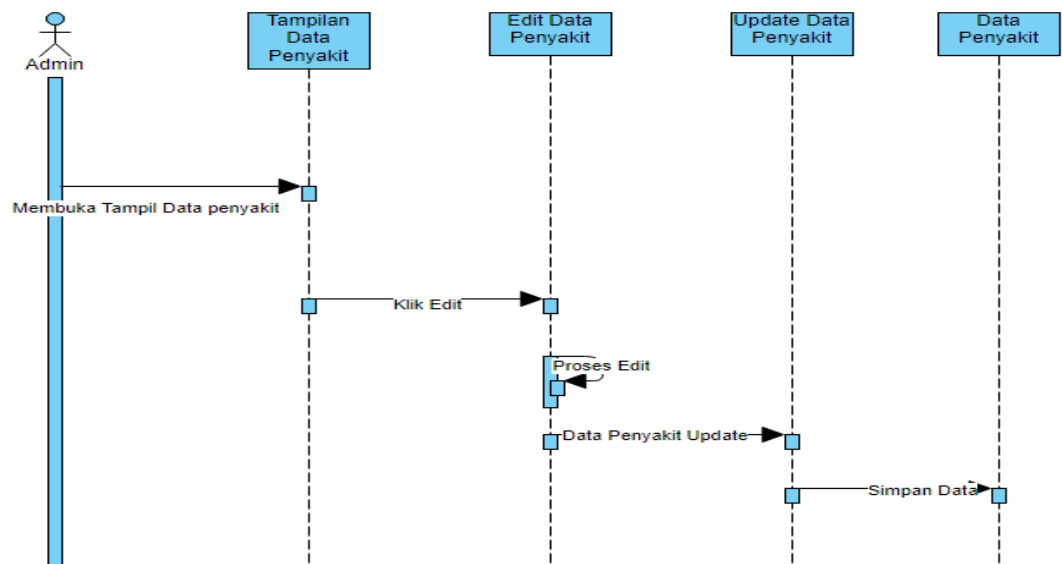 Admin
Tampilan
Data
Penyakit
Edit Data
Penyakit
Update Data
Penyakit
Data
Penyakit
Membuka Tampil Data penyakit
Klik Edit
Proses Edit
Data Penyakit Update
Simpan Data